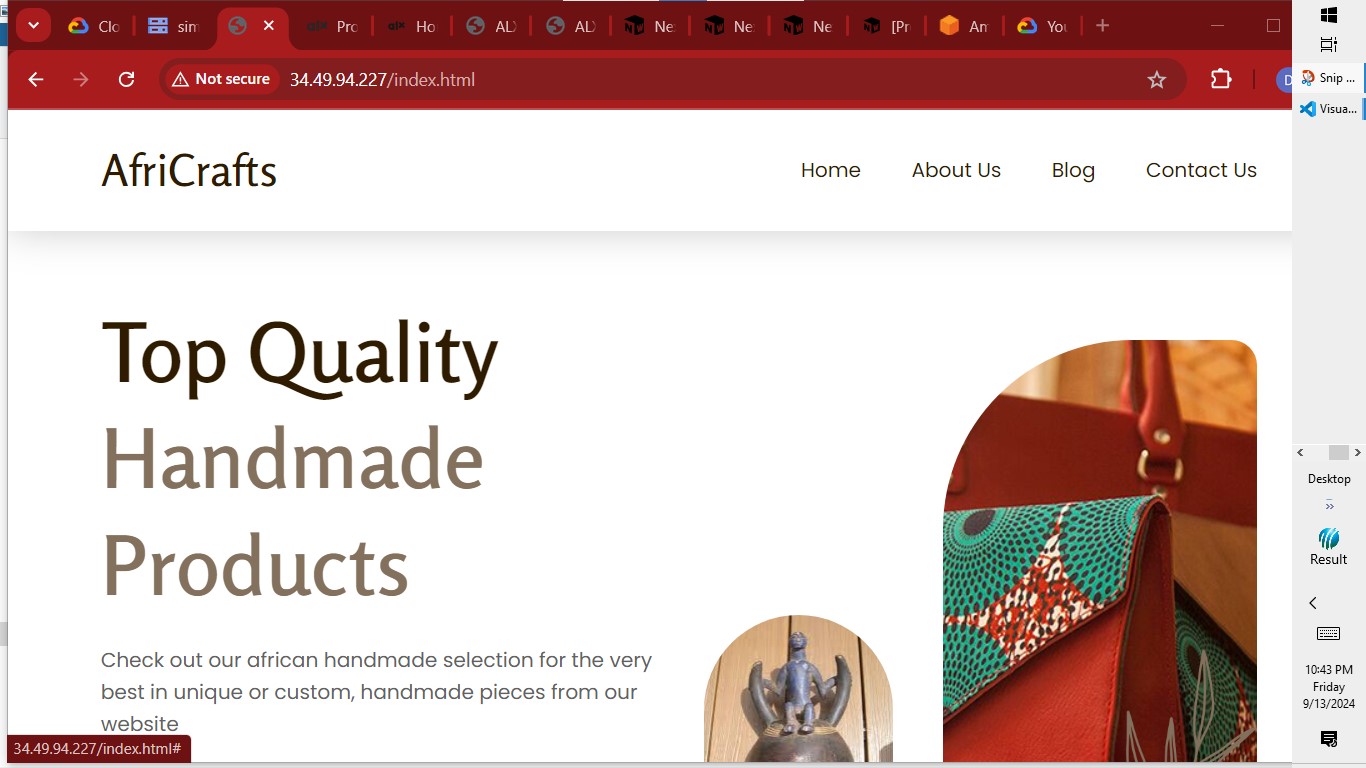 Clo
sim
Pro
Ho
ALX
ALX
Ne
Ne
Ne
[Pr
Am
You
Not secure
34.49.94.227/index.html
D
Snip ...
Visua...
AfriCrafts
Home
About Us
Blog
Contact Us
Top Quality
Handmade
Products
Check out our african handmade selection for the very
best in unique or custom, handmade pieces from our
website
34.49.94.227/index.html#
Desktop
Result
10:43 PM
Friday
9/13/2024